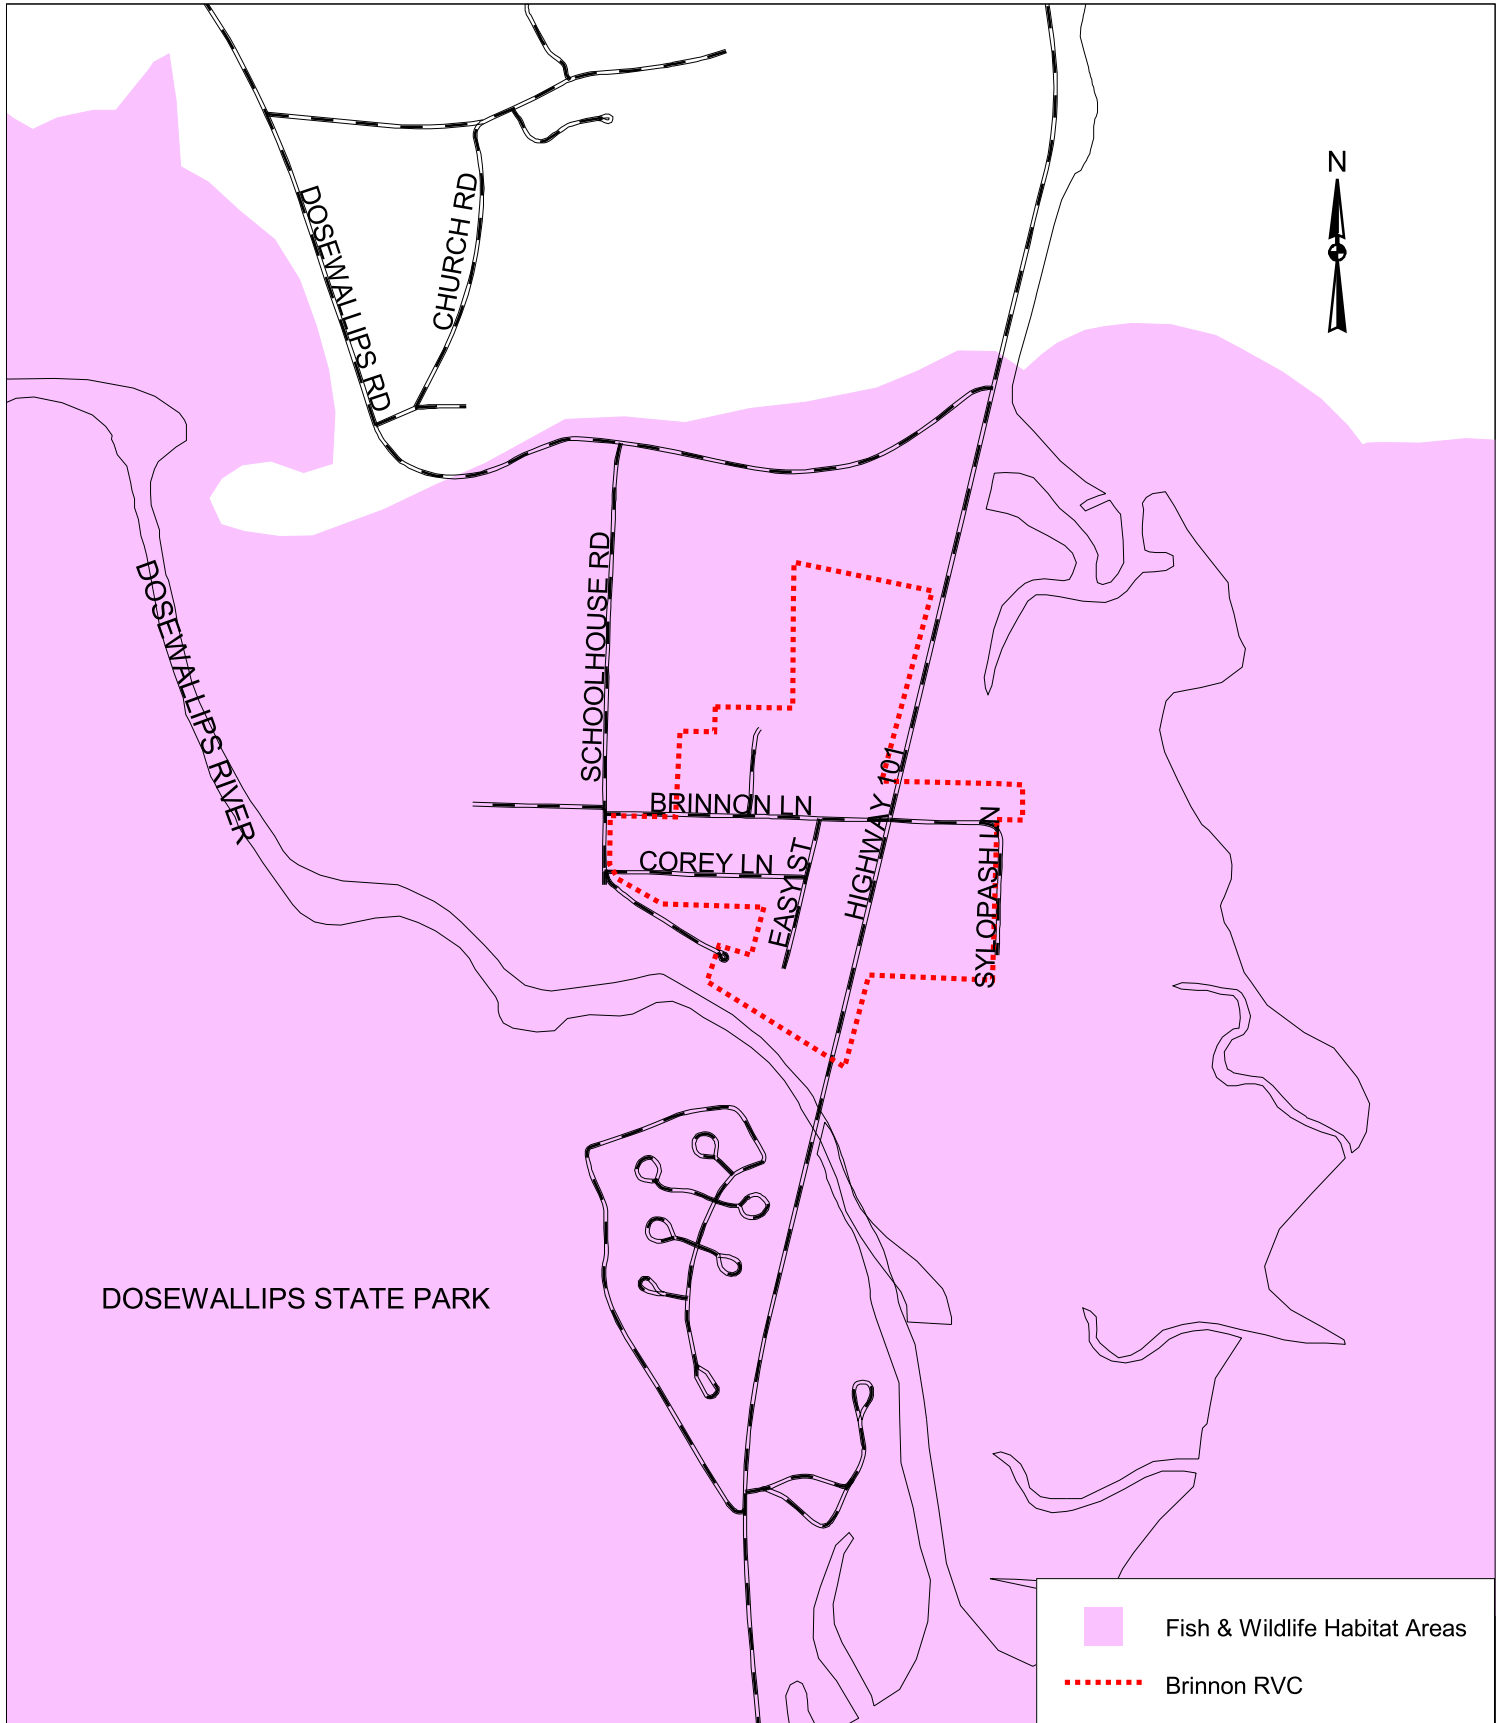 N
DOSEWALLIPS RD
CHURCH RD
SCHOOLHOUSE RD
DOSEWALLIPS RIVER
BRINNON LN
HIGHWAY 101
COREY LN
EASY ST
SYLOPASH LN
DOSEWALLIPS STATE PARK
Fish & Wildlife Habitat Areas
Brinnon RVC